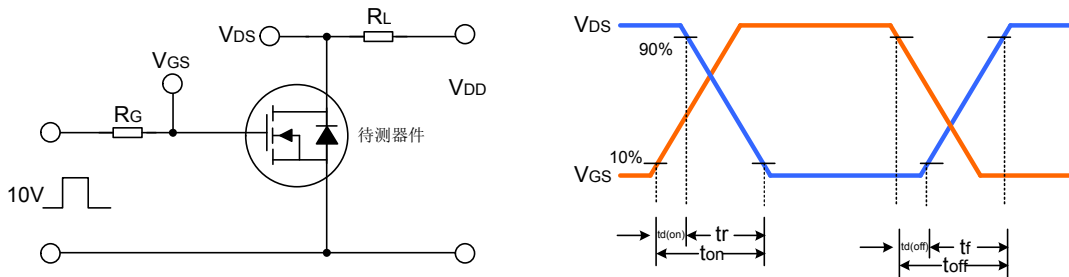 RL
VDS
VGS
VDD
RG
待测器件
10V
VDS
90%
10%
VGS
td(on)
tr
ton
td(off)
tf
toff